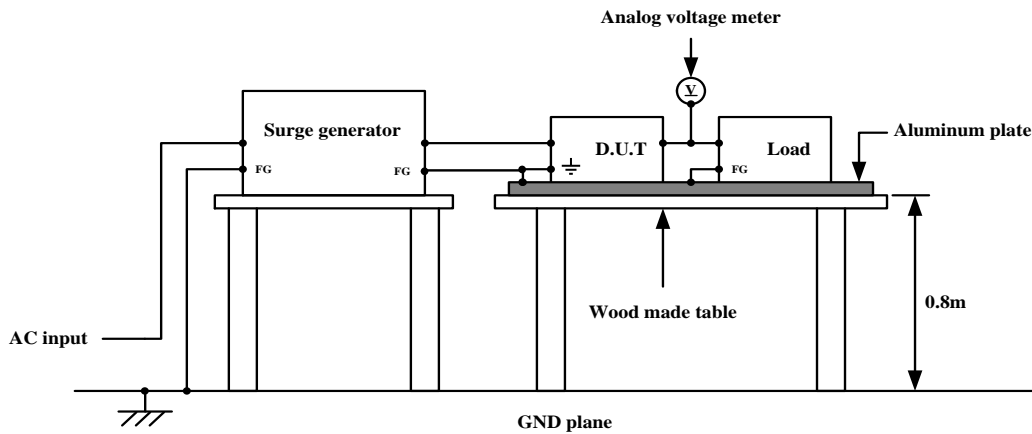 Analog voltage meter
V
Surge generator
D.U.T
Load
Aluminum plate
FG
FG
FG
Wood made table
0.8m
AC input
GND plane